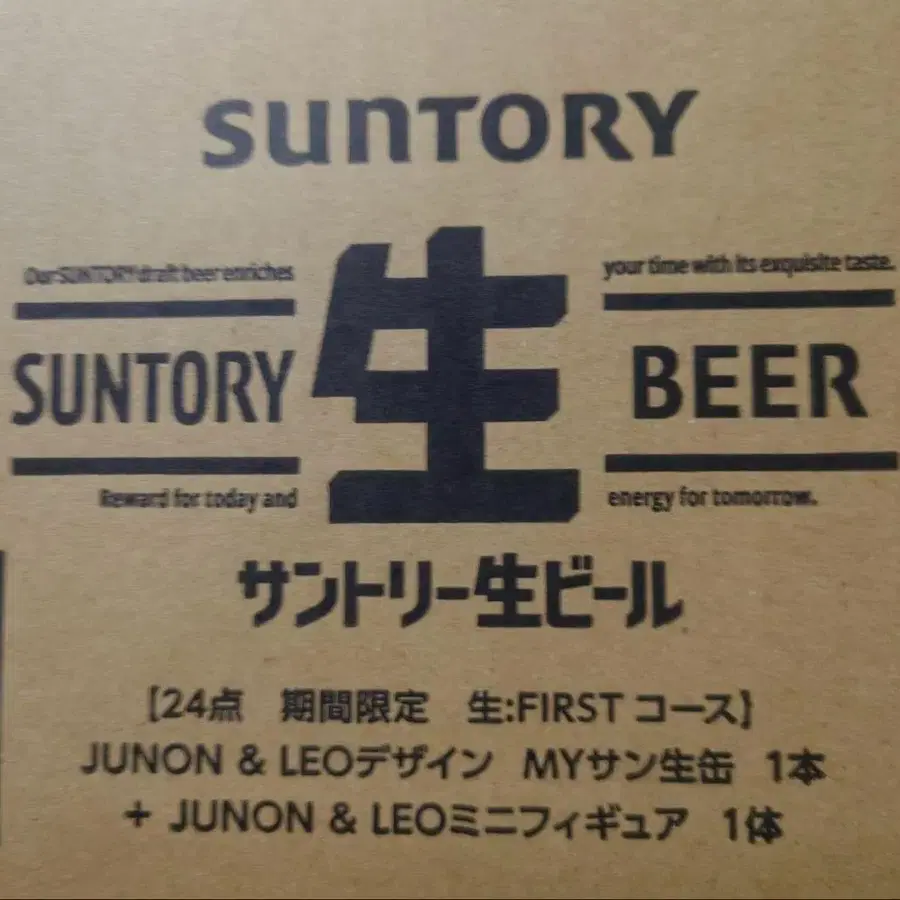 SUNTORY
Our SUNTORY draft beer enriches
your time with its exquisite taste.
SUNTORY
生
BEER
Reward for today and
energy for tomorrow.
サントリー生ビール
【24点 期間限定 生:FIRST コース】
JUNON & LEOデザイン MYサン生缶 1本
+ JUNON & LEOミニフィギュア 1体